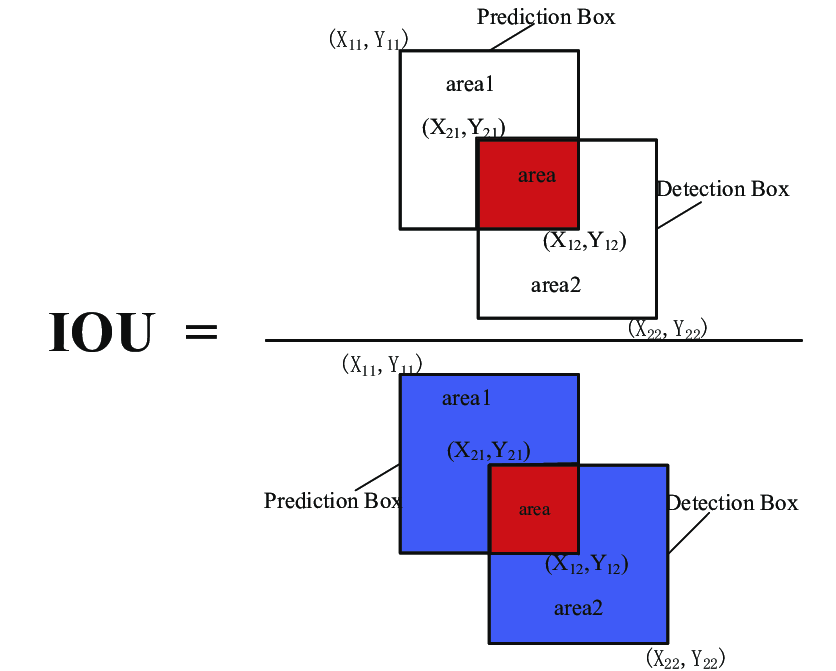 Prediction Box
(X11, Y11)
area1
(X21,Y21)
area
Detection Box
(X12,Y12)
area2
(X22, Y22)
IOU =
(X11, Y11)
area1
(X21,Y21)
Prediction Box
area
Detection Box
(X12,Y12)
area2
(X22, Y22)